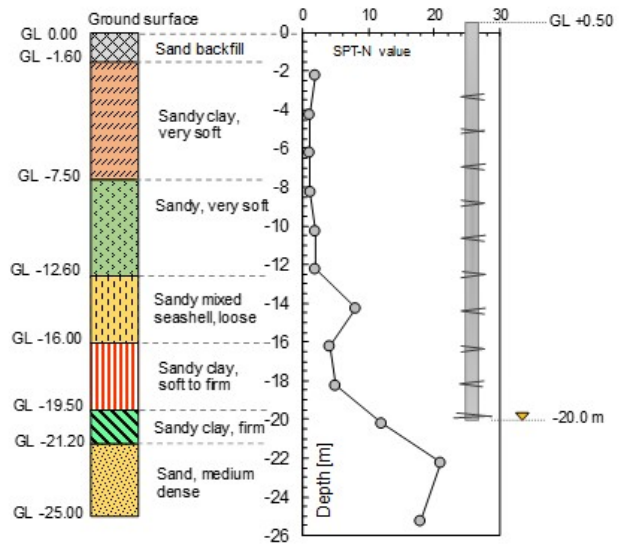 Ground surface
GL 0.00
GL -1.60
GL -7.50
GL -12.60
GL -16.00
GL -19.50
GL -21.20
GL -25.00
Sand backfill
Sandy clay,
very soft
Sandy, very soft
Sandy mixed
seashell, loose
Sandy clay,
soft to firm
Sandy clay, firm
Sand, medium
dense
0 10 20 30
SPT-N value
0
-2
-4
-6
-8
-10
-12
-14
-16
-18
-20
-22
-24
-26
Depth [m]
GL +0.50
-20.0 m